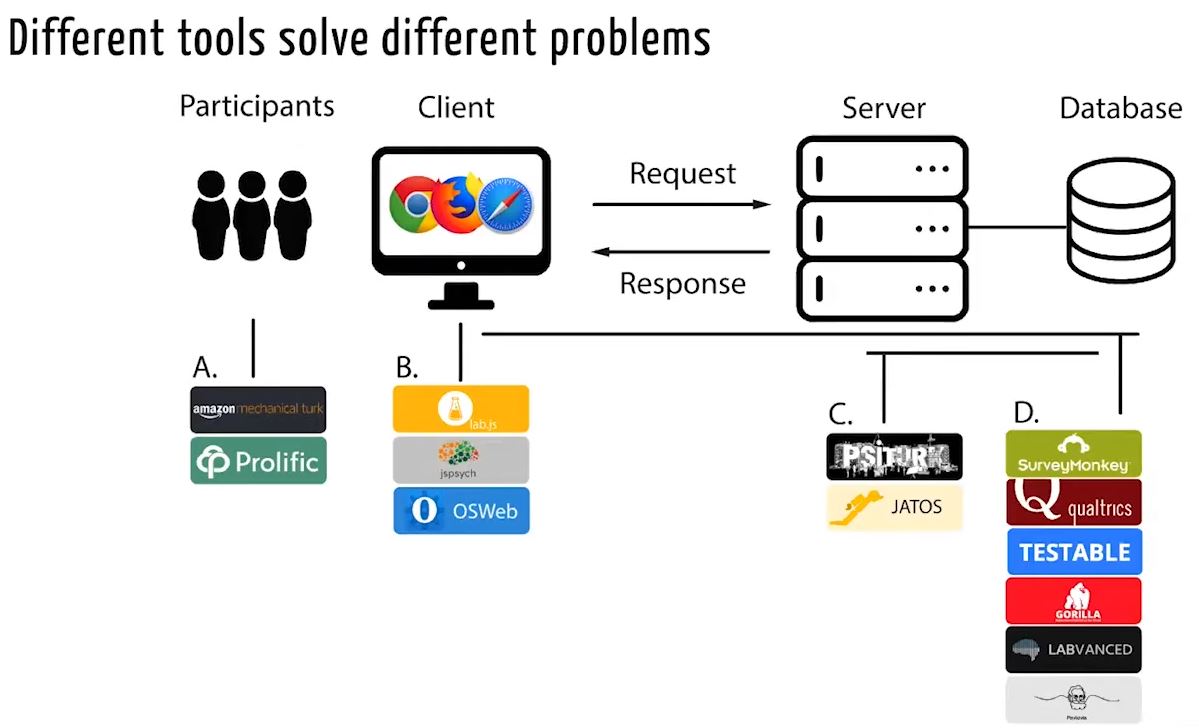 Different tools solve different problems
Participants
Client
Server
Database
Request
Response
A.
amazon mechanical turk
Prolific
B.
lab.js
jspsych
OSWeb
C.
PSITURK
JATOS
D.
SurveyMonkey
qualtrics
TESTABLE
GORILLA
LABVANCED
Pavlovia